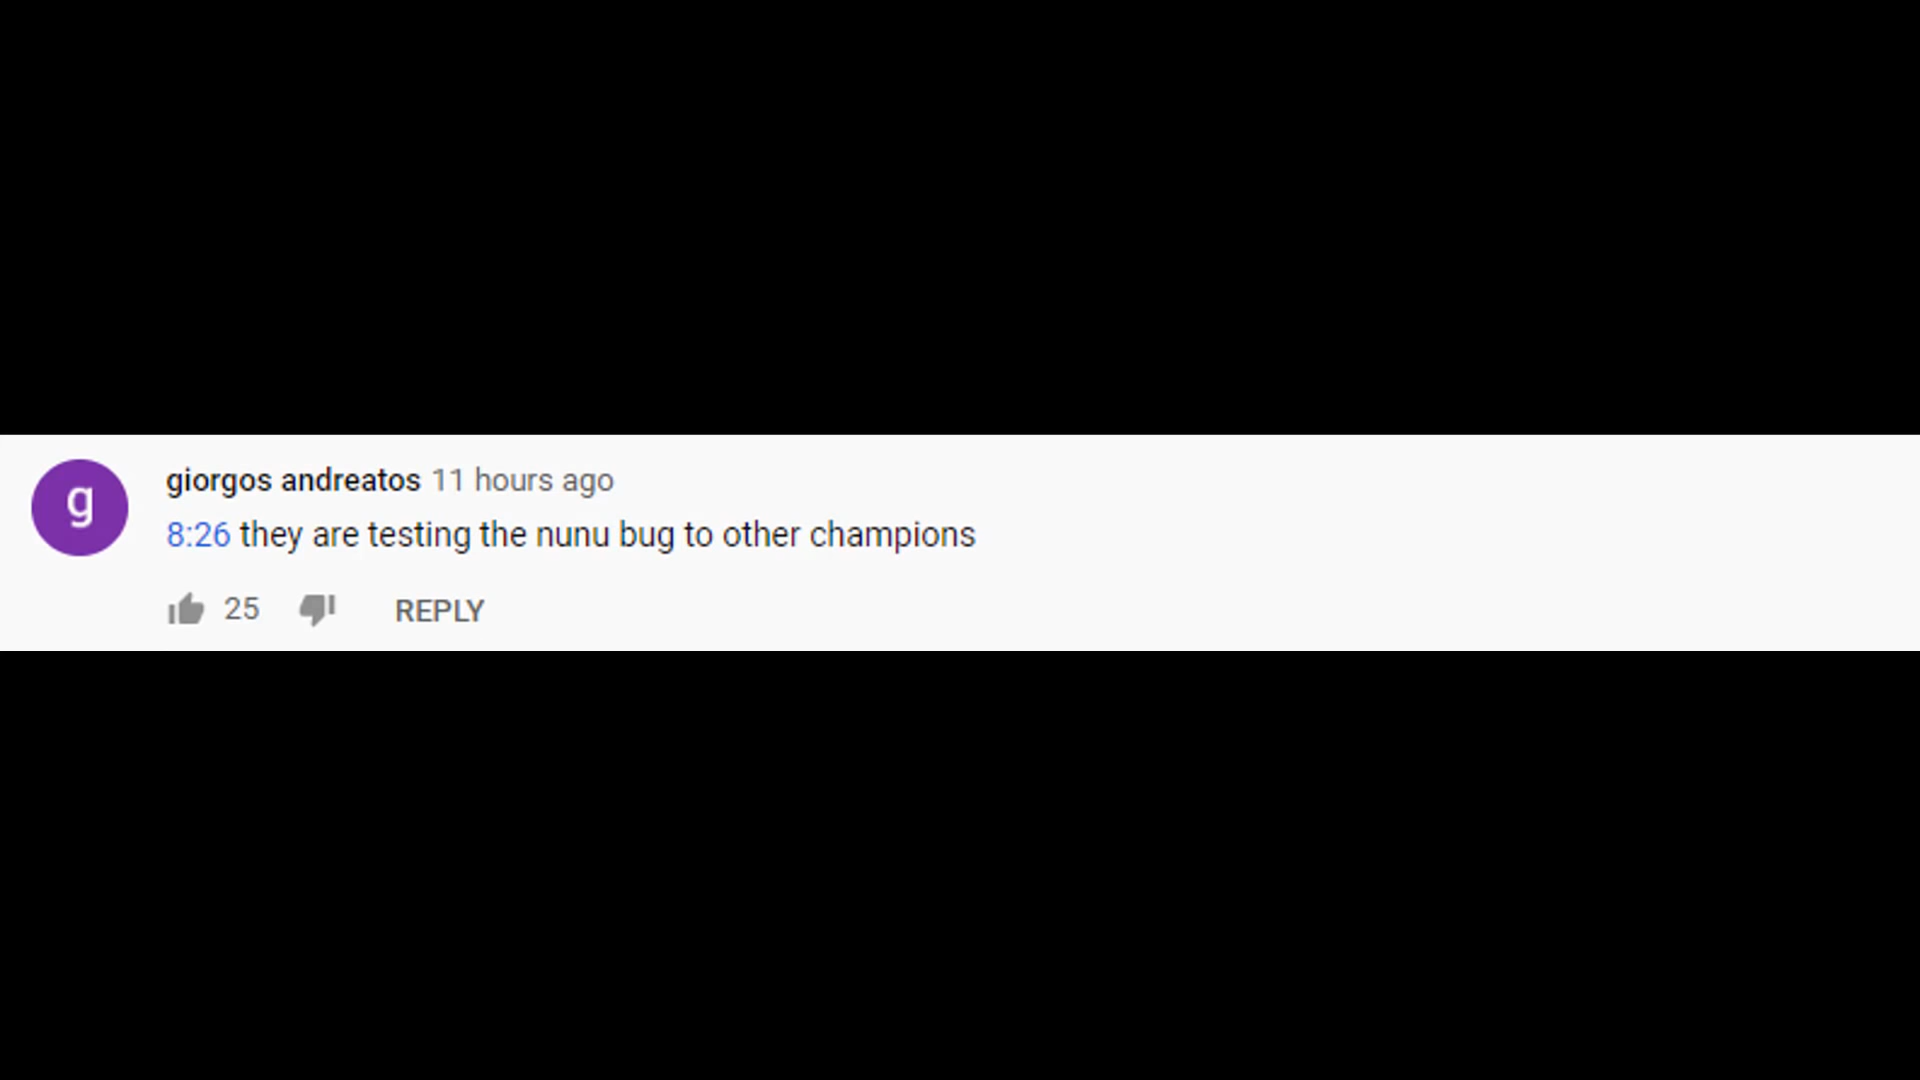 g
giorgos andreatos 11 hours ago
8:26 they are testing the nunu bug to other champions
25 REPLY